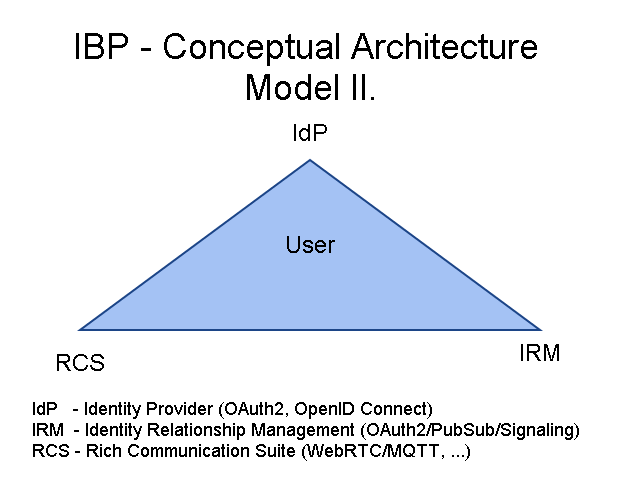 IBP - Conceptual Architecture
Model II.
IdP
User
RCS
IRM
IdP - Identity Provider (OAuth2, OpenID Connect)
IRM - Identity Relationship Management (OAuth2/PubSub/Signaling)
RCS - Rich Communication Suite (WebRTC/MQTT, ...)